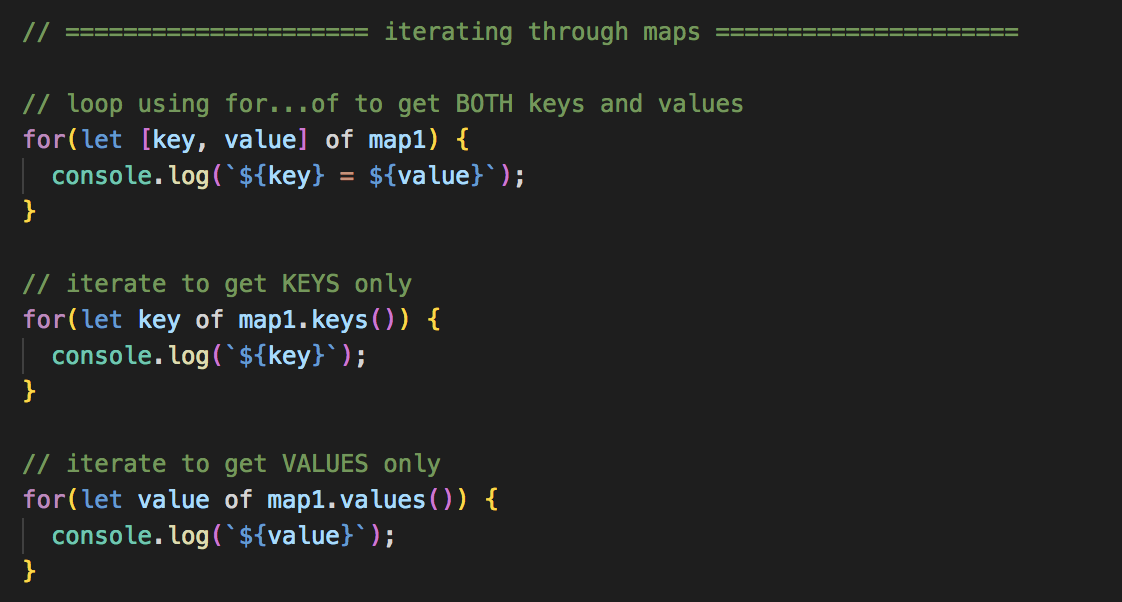 // ===================== iterating through maps =====================
// loop using for...of to get BOTH keys and values
for(let [key, value] of map1) {
  console.log(`${key} = ${value}`);
}
// iterate to get KEYS only
for(let key of map1.keys()) {
  console.log(`${key}`);
}
// iterate to get VALUES only
for(let value of map1.values()) {
  console.log(`${value}`);
}